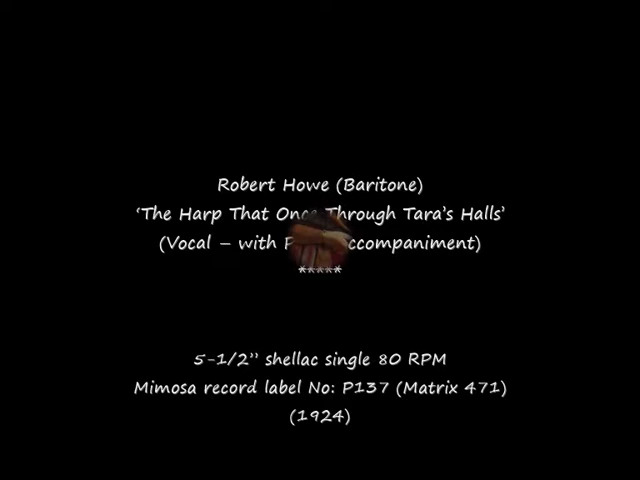 Robert Howe (Baritone)
‘The Harp That Once Through Tara’s Halls’
(Vocal – with
*****
5-1/2” shellac single 80 RPM
Mimosa record label No: P137 (Matrix 471)
(1924)